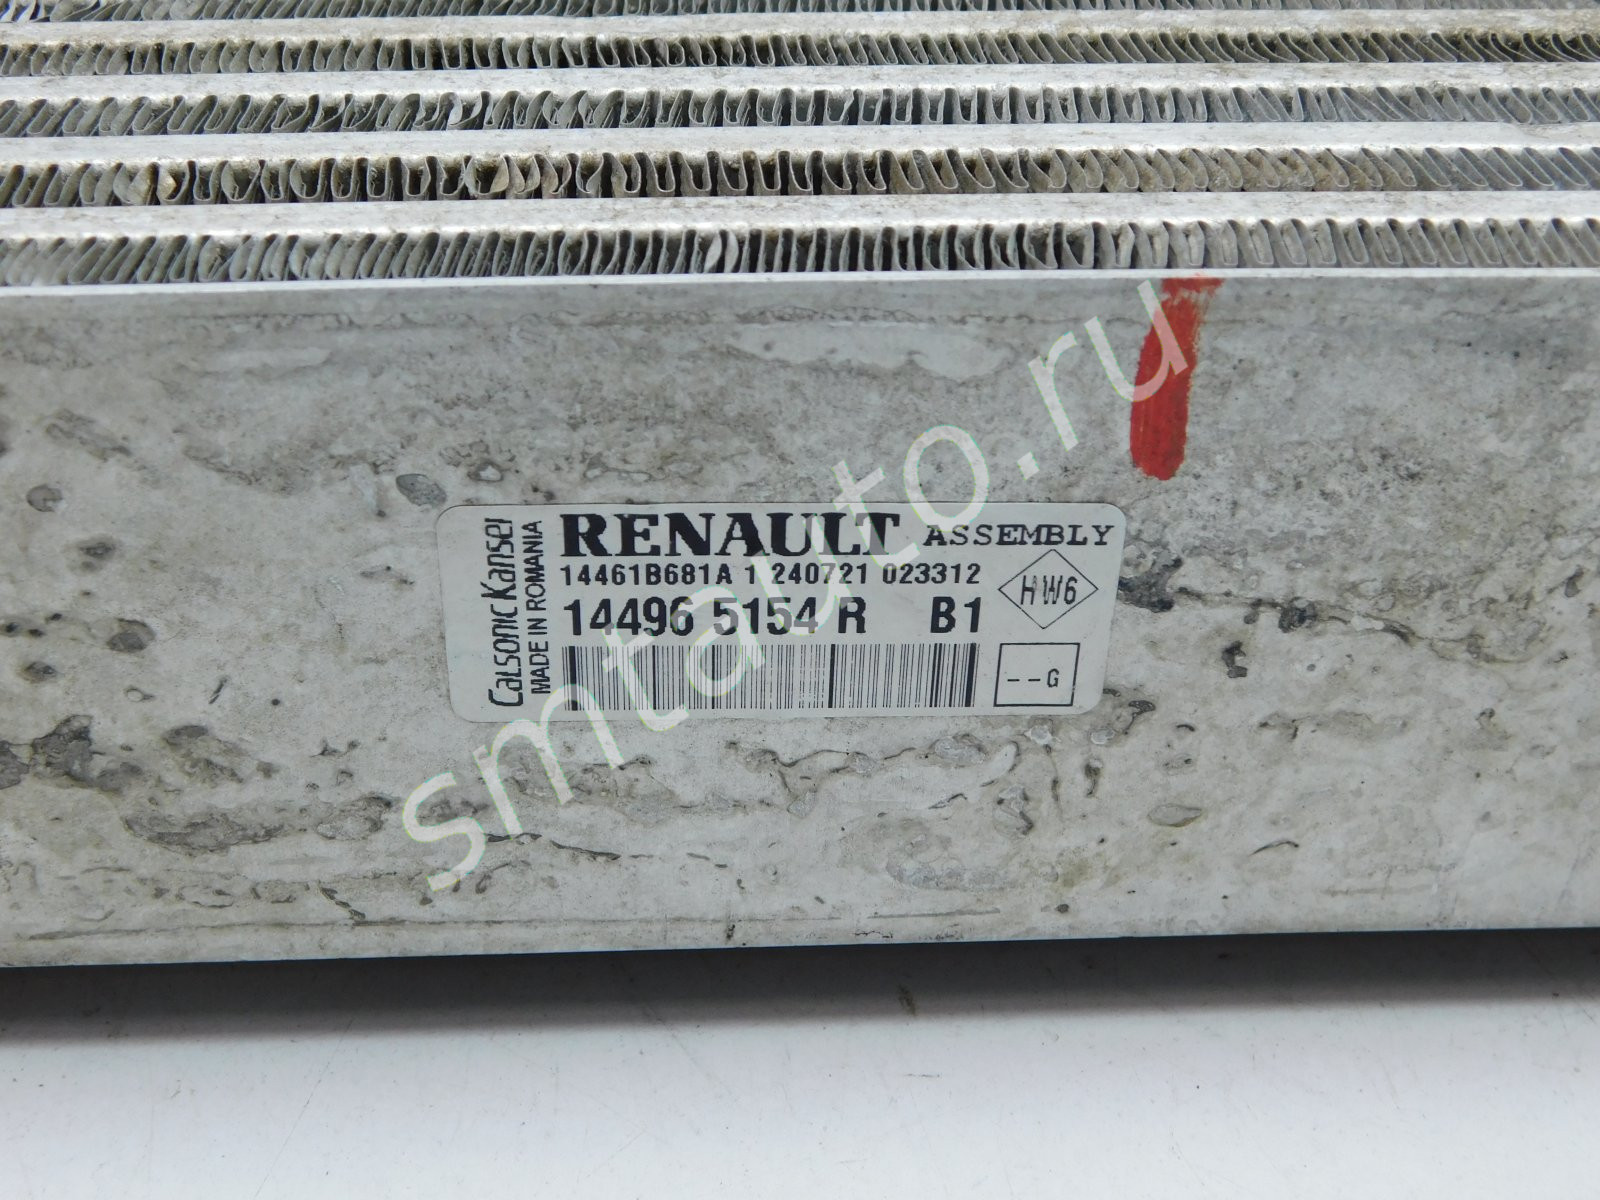 Calsonic Kansei
MADE IN ROMANIA
RENAULT ASSEMBLY
14461B681A 1 240721 023312
HW6
14496 5154 R B1
--G
smtauto.ru